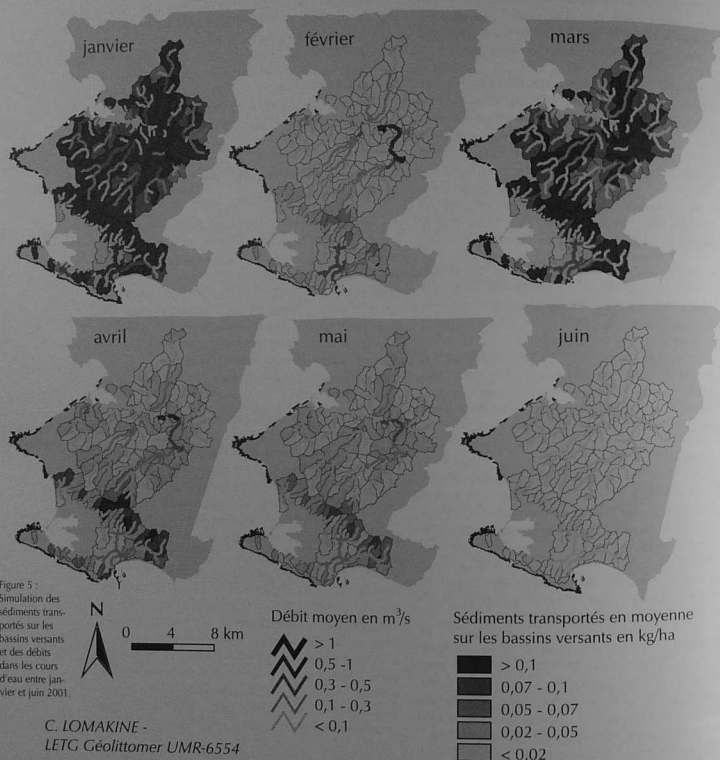 janvier
février
mars
avril
mai
juin
Figure 5 :
Simulation des
sédiments trans-
portés sur les
bassins versants
et des débits
dans les cours
d'eau entre jan-
vier et juin 2001.
N
0 4 8 km
C. LOMAKINE -
LETG Géolittomer UMR-6554
Débit moyen en m³/s
> 1
0,5 -1
0,3 - 0,5
0,1 - 0,3
< 0,1
Sédiments transportés en moyenne
sur les bassins versants en kg/ha
> 0,1
0,07 - 0,1
0,05 - 0,07
0,02 - 0,05
< 0,02